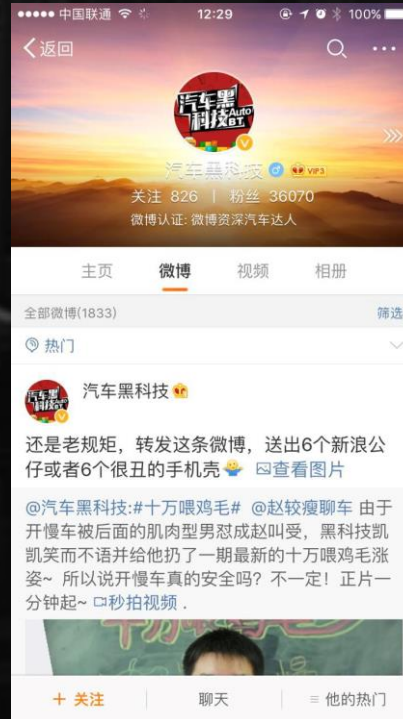 中国联通 12:29 100%
返回
汽车黑科技 Auto BT
汽车黑科技 VIP3
关注 826 | 粉丝 36070
微博认证: 微博资深汽车达人
主页 微博 视频 相册
全部微博(1833) 筛选
热门
汽车黑科技
还是老规矩，转发这条微博，送出6个新浪公
仔或者6个很丑的手机壳 查看图片
@汽车黑科技:#十万喂鸡毛# @赵较瘦聊车 由于
开慢车被后面的肌肉型男怼成赵叫受，黑科技凯
凯笑而不语并给他扔了一期最新的十万喂鸡毛涨
姿~ 所以说开慢车真的安全吗？不一定！正片一
分钟起~ 秒拍视频 .
+ 关注 聊天 他的热门